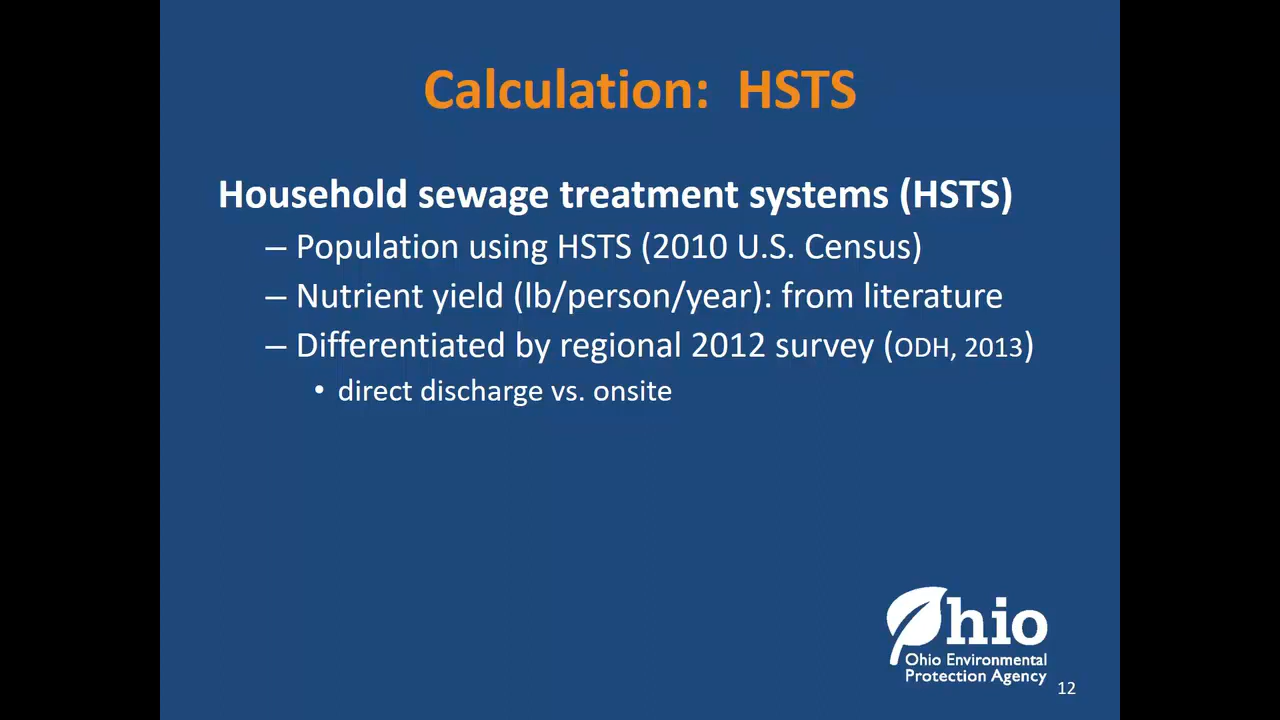 Calculation: HSTS
Household sewage treatment systems (HSTS)
– Population using HSTS (2010 U.S. Census)
– Nutrient yield (lb/person/year): from literature
– Differentiated by regional 2012 survey (ODH, 2013)
• direct discharge vs. onsite
Ohio
Ohio Environmental
Protection Agency
12